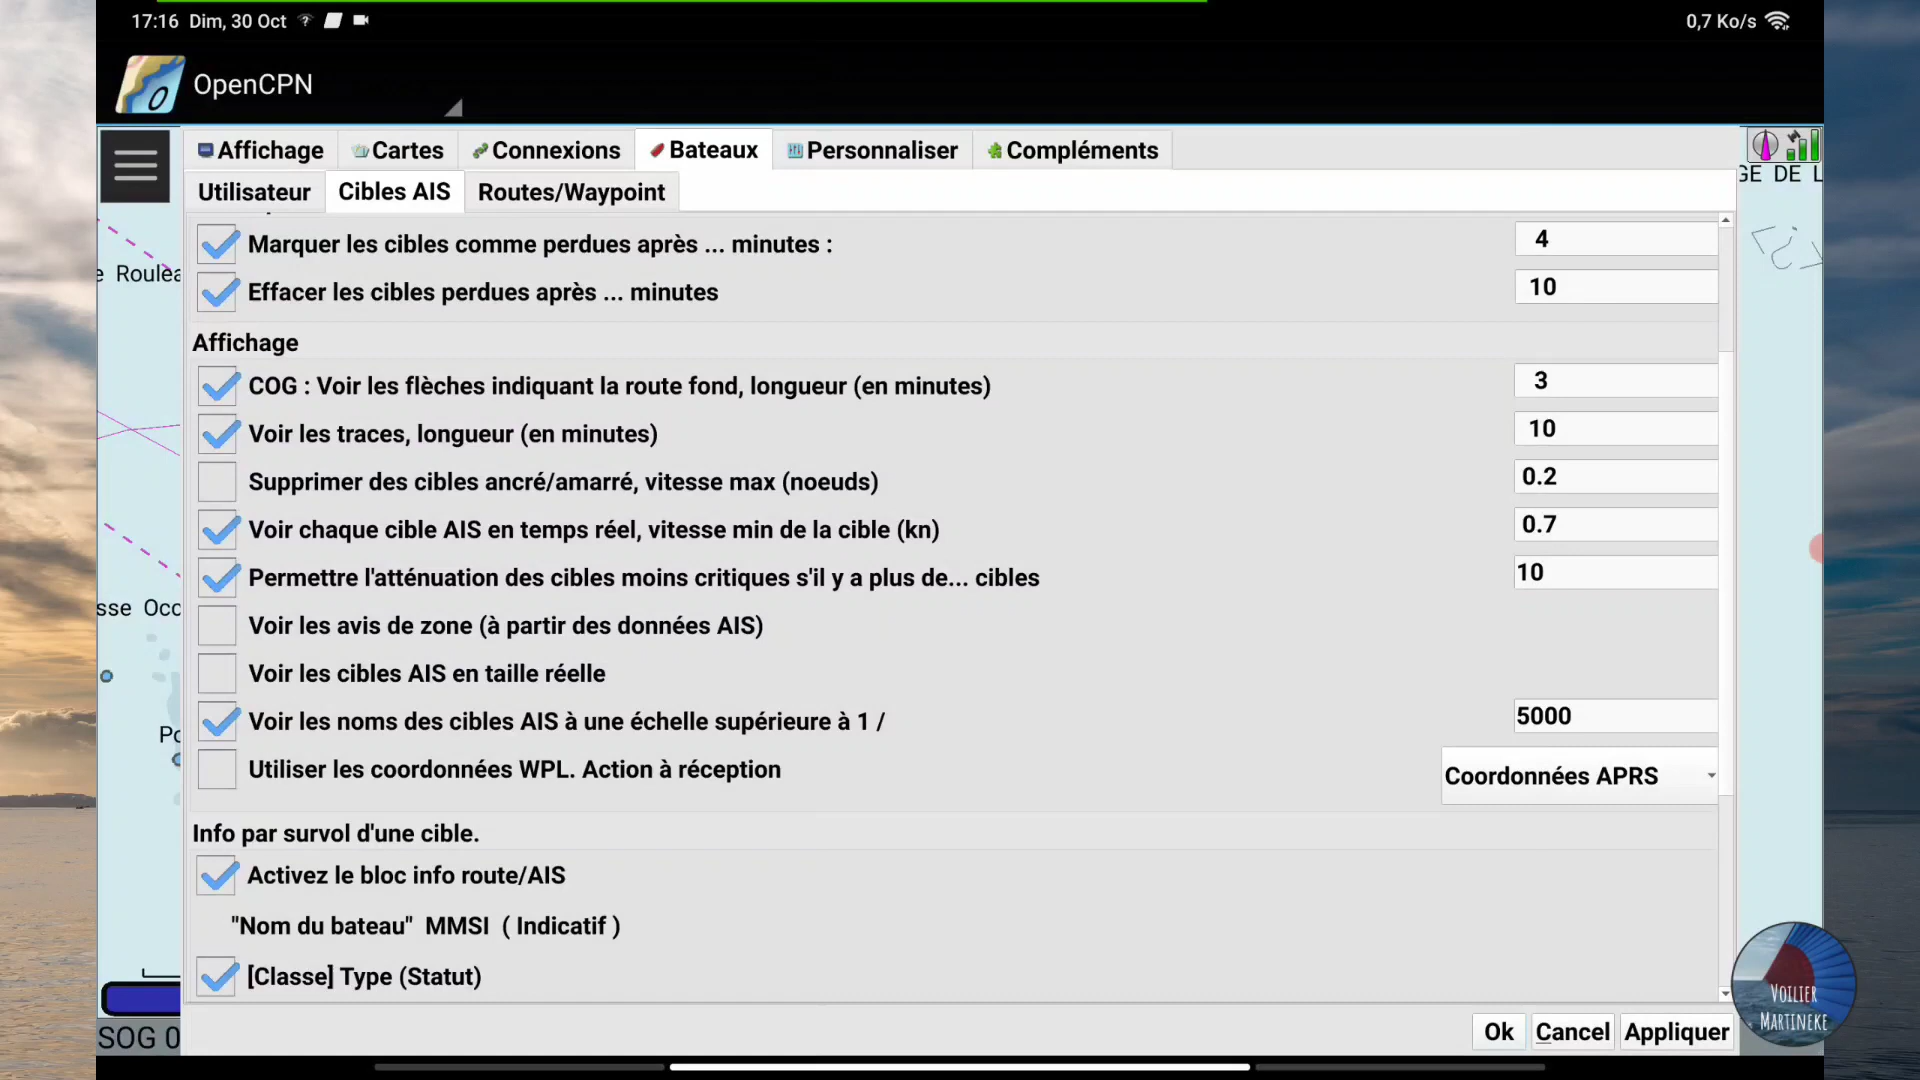 17:16 Dim, 30 Oct ?
0,7 Ko/s
OpenCPN
Affichage Cartes Connexions Bateaux Personnaliser Compléments
GE DE L
Utilisateur Cibles AIS Routes/Waypoint
Marquer les cibles comme perdues après ... minutes : 4
e Roulea
Effacer les cibles perdues après ... minutes 10
Affichage
COG : Voir les flèches indiquant la route fond, longueur (en minutes) 3
Voir les traces, longueur (en minutes) 10
Supprimer des cibles ancré/amarré, vitesse max (noeuds) 0.2
Voir chaque cible AIS en temps réel, vitesse min de la cible (kn) 0.7
Permettre l'atténuation des cibles moins critiques s'il y a plus de... cibles 10
sse Occ
Voir les avis de zone (à partir des données AIS)
Voir les cibles AIS en taille réelle
Voir les noms des cibles AIS à une échelle supérieure à 1 / 5000
Po
Utiliser les coordonnées WPL. Action à réception Coordonnées APRS
Info par survol d'une cible.
Activez le bloc info route/AIS
"Nom du bateau" MMSI ( Indicatif )
[Classe] Type (Statut)
VOILIER
MARTINEKE
SOG 0
Ok Cancel Appliquer